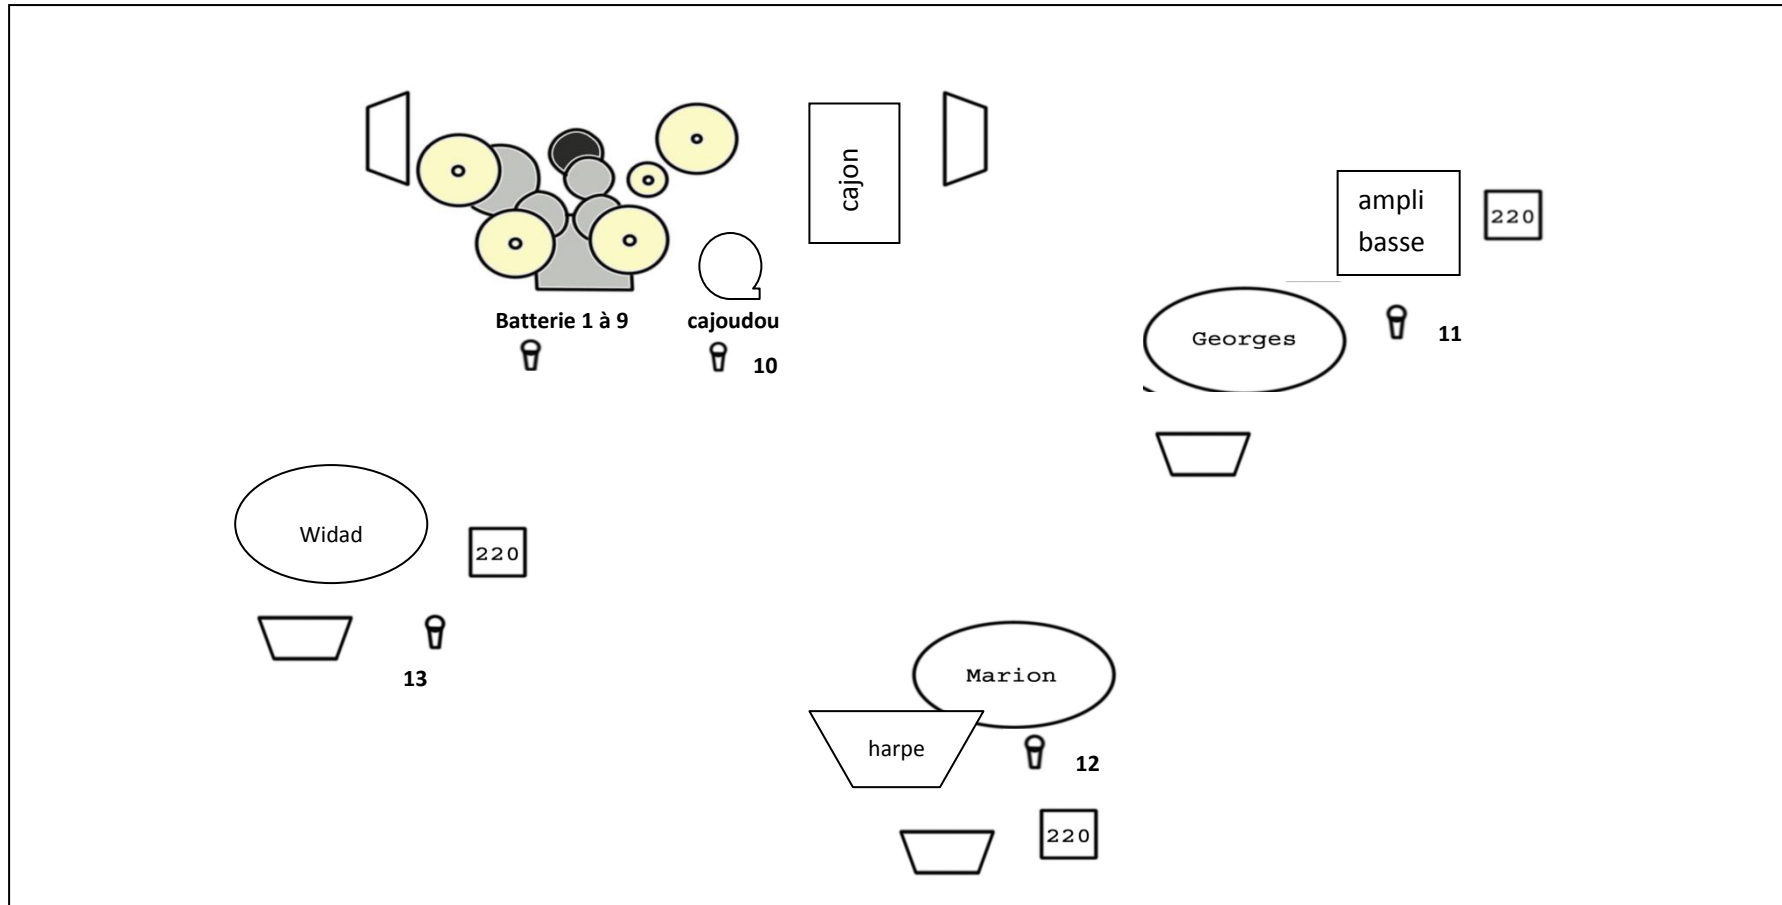 cajon
ampli
basse
220
Batterie 1 à 9
cajoudou
10
Georges
11
Widad
220
13
Marion
harpe
12
220